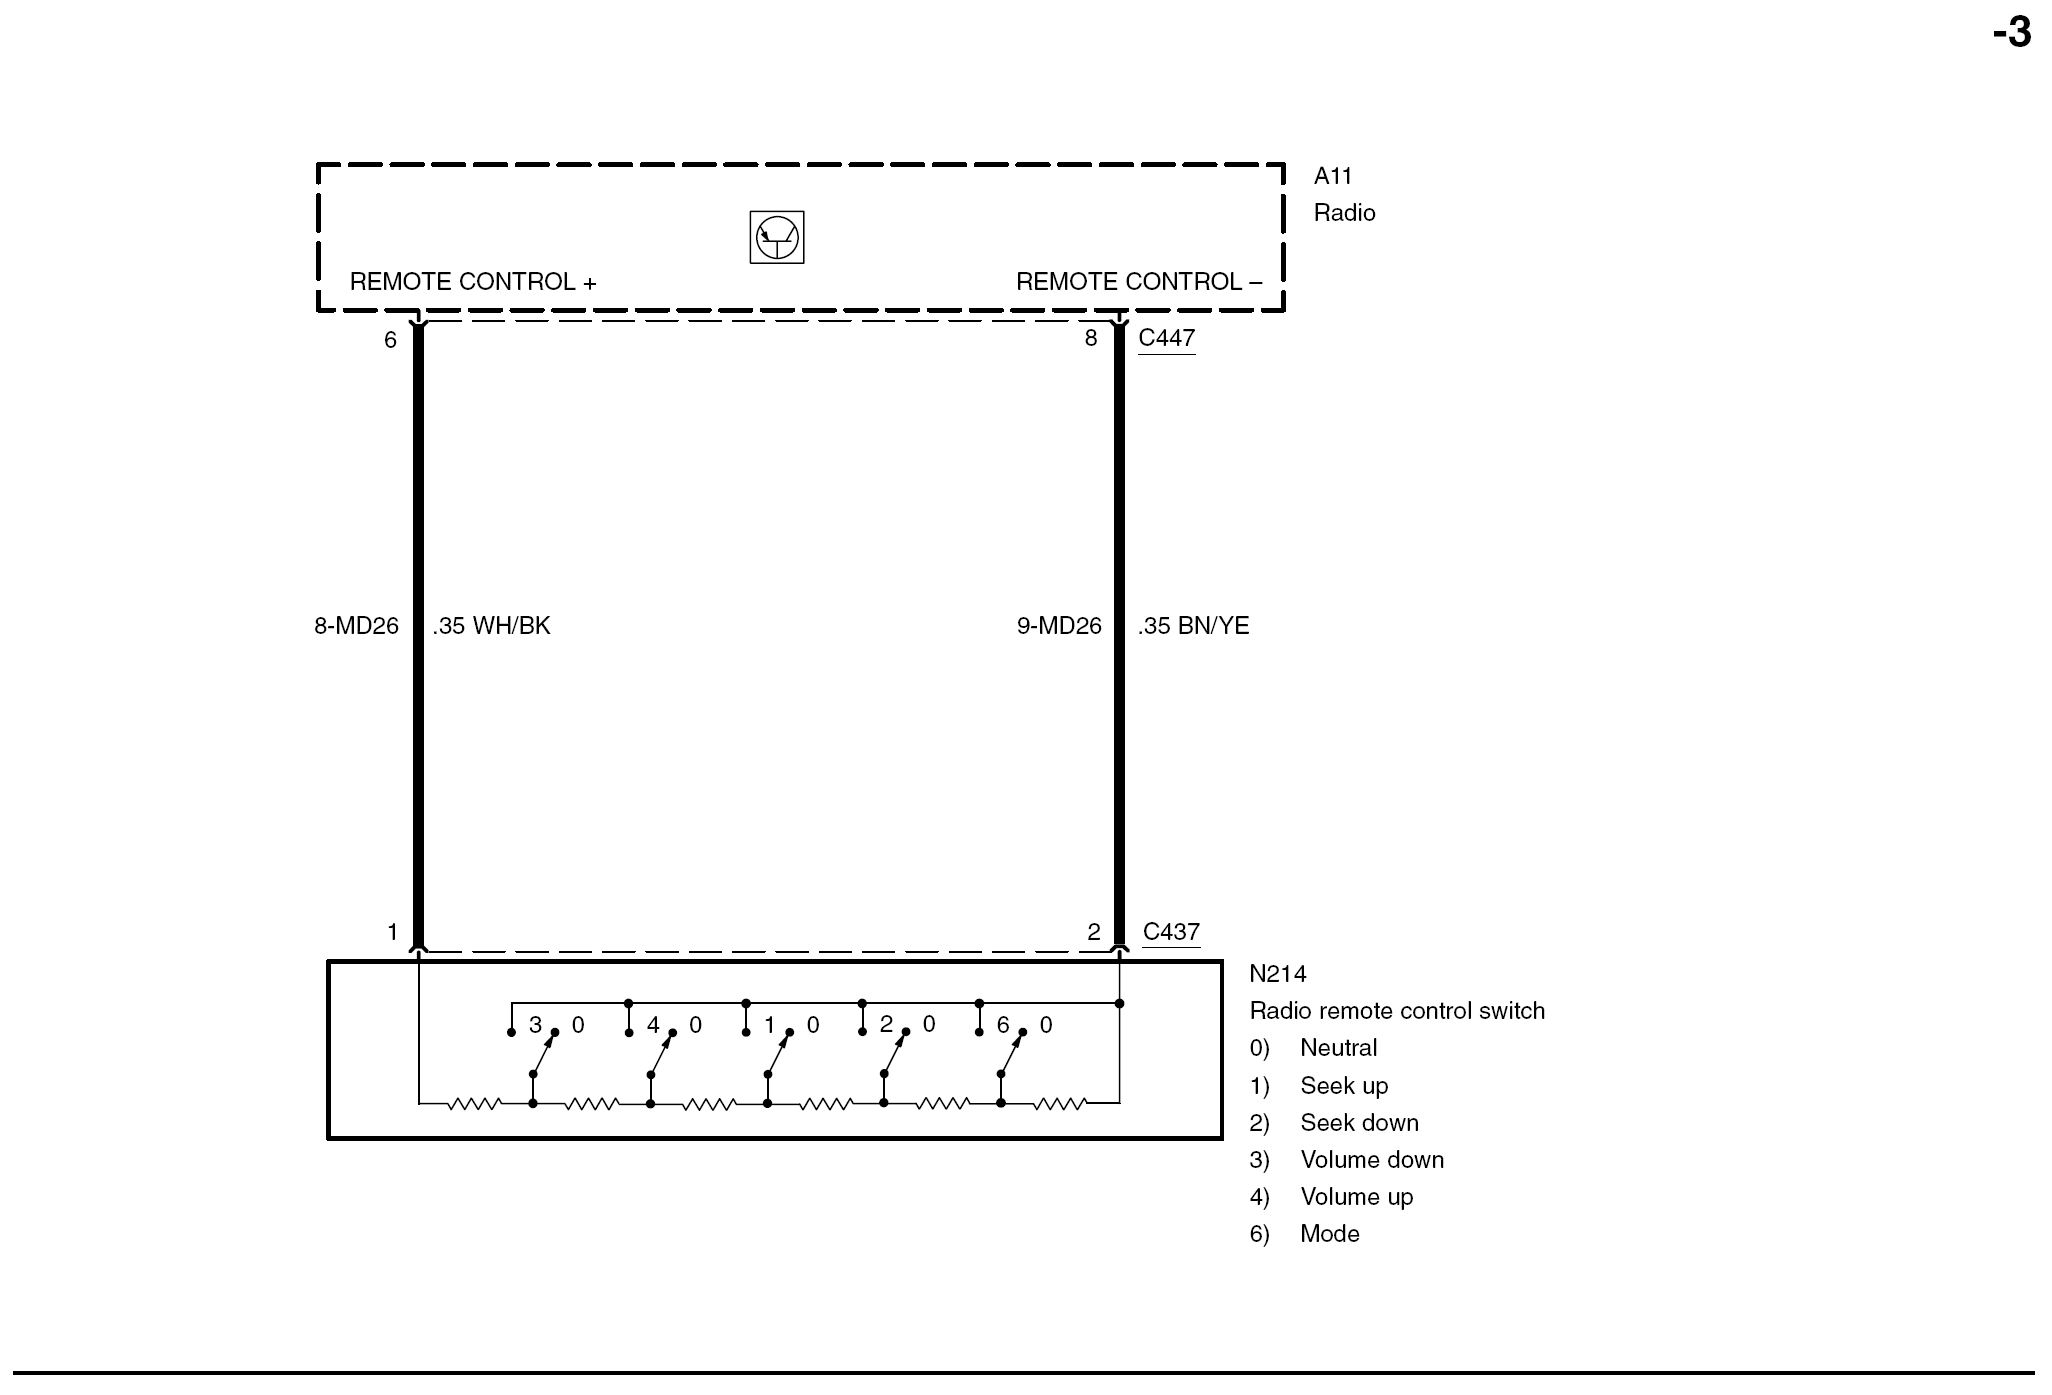 -3
A11
Radio
REMOTE CONTROL +
REMOTE CONTROL –
6
8
C447
8-MD26
.35 WH/BK
9-MD26
.35 BN/YE
1
2
C437
3 0 4 0 1 0 2 0 6 0
N214
Radio remote control switch
0) Neutral
1) Seek up
2) Seek down
3) Volume down
4) Volume up
6) Mode